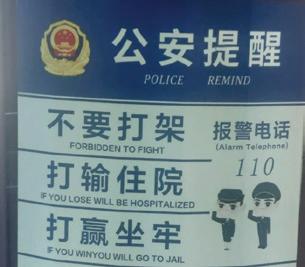 公安提醒
POLICE REMIND
不要打架
FORBIDDEN TO FIGHT
打输住院
IF YOU LOSE WILL BE HOSPITALIZED
打赢坐牢
IF YOU WINYOU WILL GO TO JAIL
报警电话
(Alarm Telephone)
110